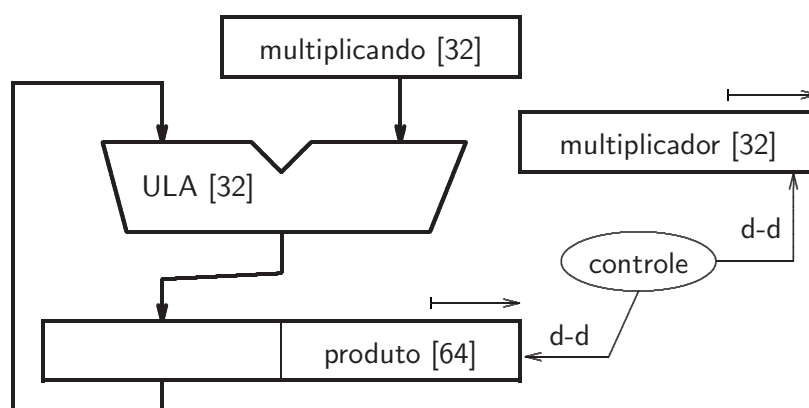 multiplicando [32]
multiplicador [32]
ULA [32]
d-d
controle
produto [64]
d-d